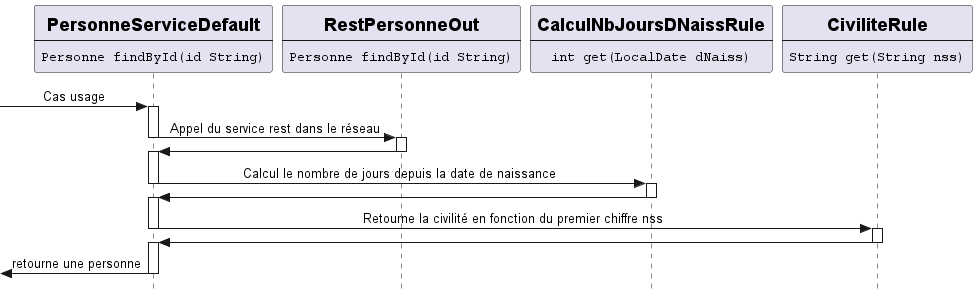 PersonneServiceDefault
Personne findById(id String)
RestPersonneOut
Personne findById(id String)
CalculNbJoursDNaissRule
int get(LocalDate dNaiss)
CiviliteRule
String get(String nss)
Cas usage
Appel du service rest dans le réseau
Calcul le nombre de jours depuis la date de naissance
Retourne la civilité en fonction du premier chiffre nss
retourne une personne